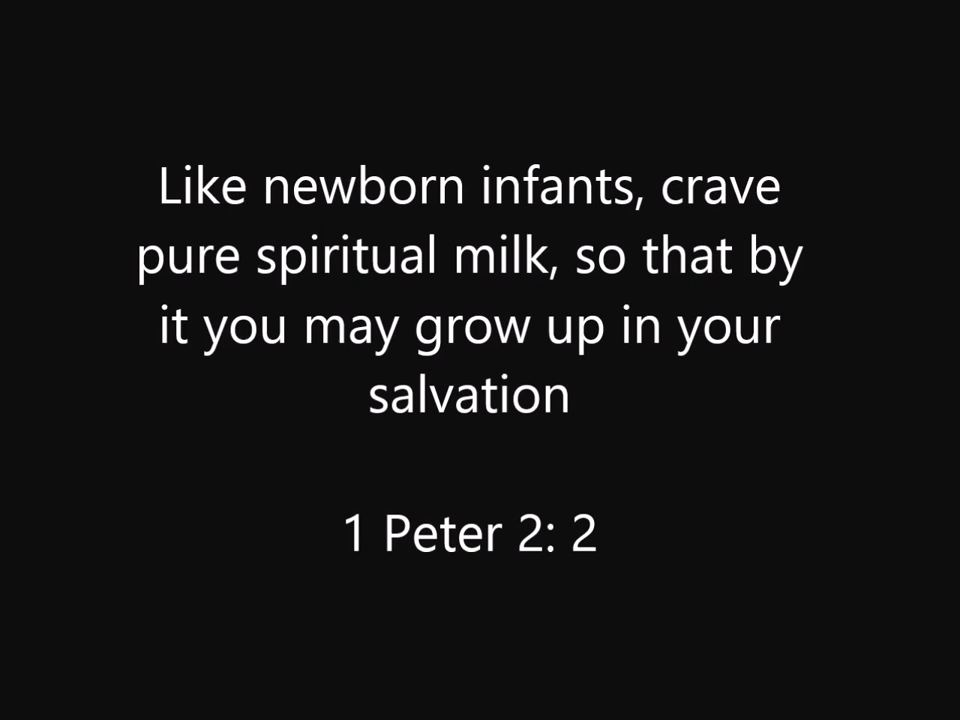 Like newborn infants, crave
pure spiritual milk, so that by
it you may grow up in your
salvation
1 Peter 2: 2